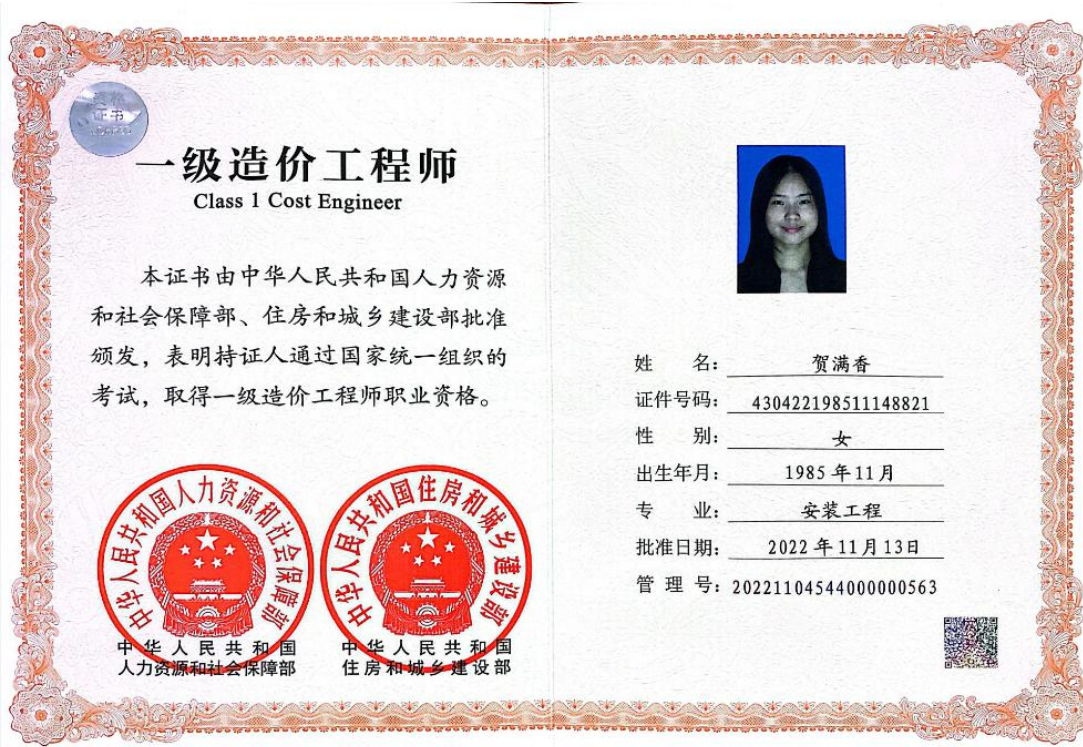 资格
证书
一级造价工程师
Class 1 Cost Engineer
本证书由中华人民共和国人力资源
和社会保障部、住房和城乡建设部批准
颁发，表明持证人通过国家统一组织的
考试，取得一级造价工程师职业资格。
中华人民共和国人力资源和社会保障部
中华人民共和国住房和城乡建设部
中华人民共和国
人力资源和社会保障部
中华人民共和国
住房和城乡建设部
姓 名：贺满香
证件号码：430422198511148821
性 别：女
出生年月：1985年11月
专 业：安装工程
批准日期：2022年11月13日
管 理 号：20221104544000000563